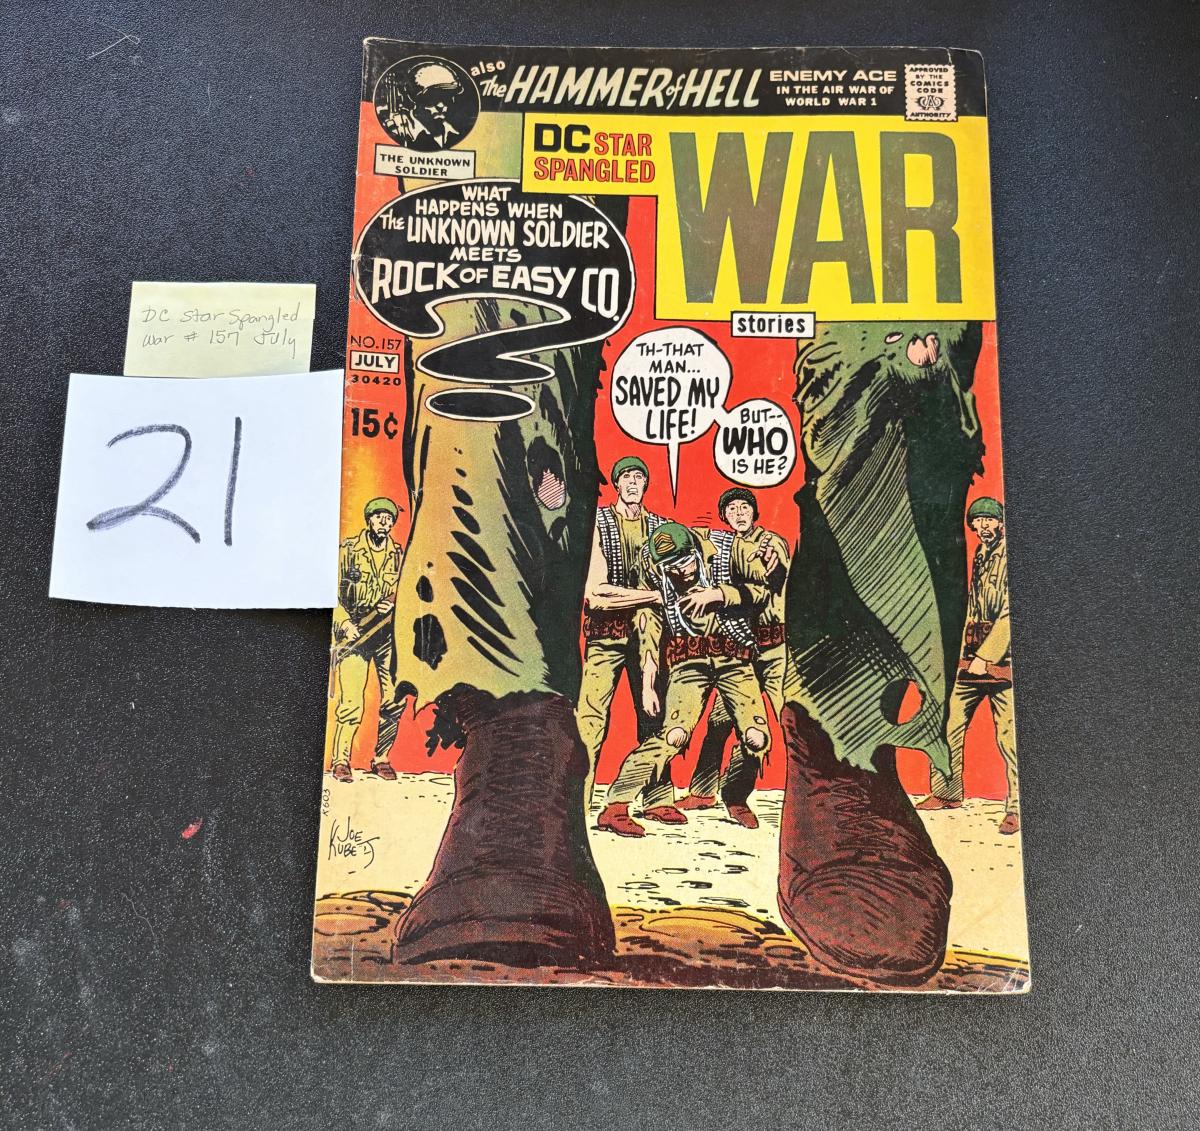 also
The HAMMER of HELL
ENEMY ACE
IN THE AIR WAR OF
WORLD WAR 1
APPROVED
BY THE
COMICS
CODE
CA
AUTHORITY
THE UNKNOWN
SOLDIER
DC STAR
SPANGLED
WAR
stories
WHAT
HAPPENS WHEN
The UNKNOWN SOLDIER
MEETS
ROCK OF EASY CO.
NO. 157
JULY
30420
15¢
TH-THAT
MAN...
SAVED MY
LIFE!
BUT--
WHO
IS HE?
K603
JOE
KUBERT
DC Star Spangled
War # 157 July
21